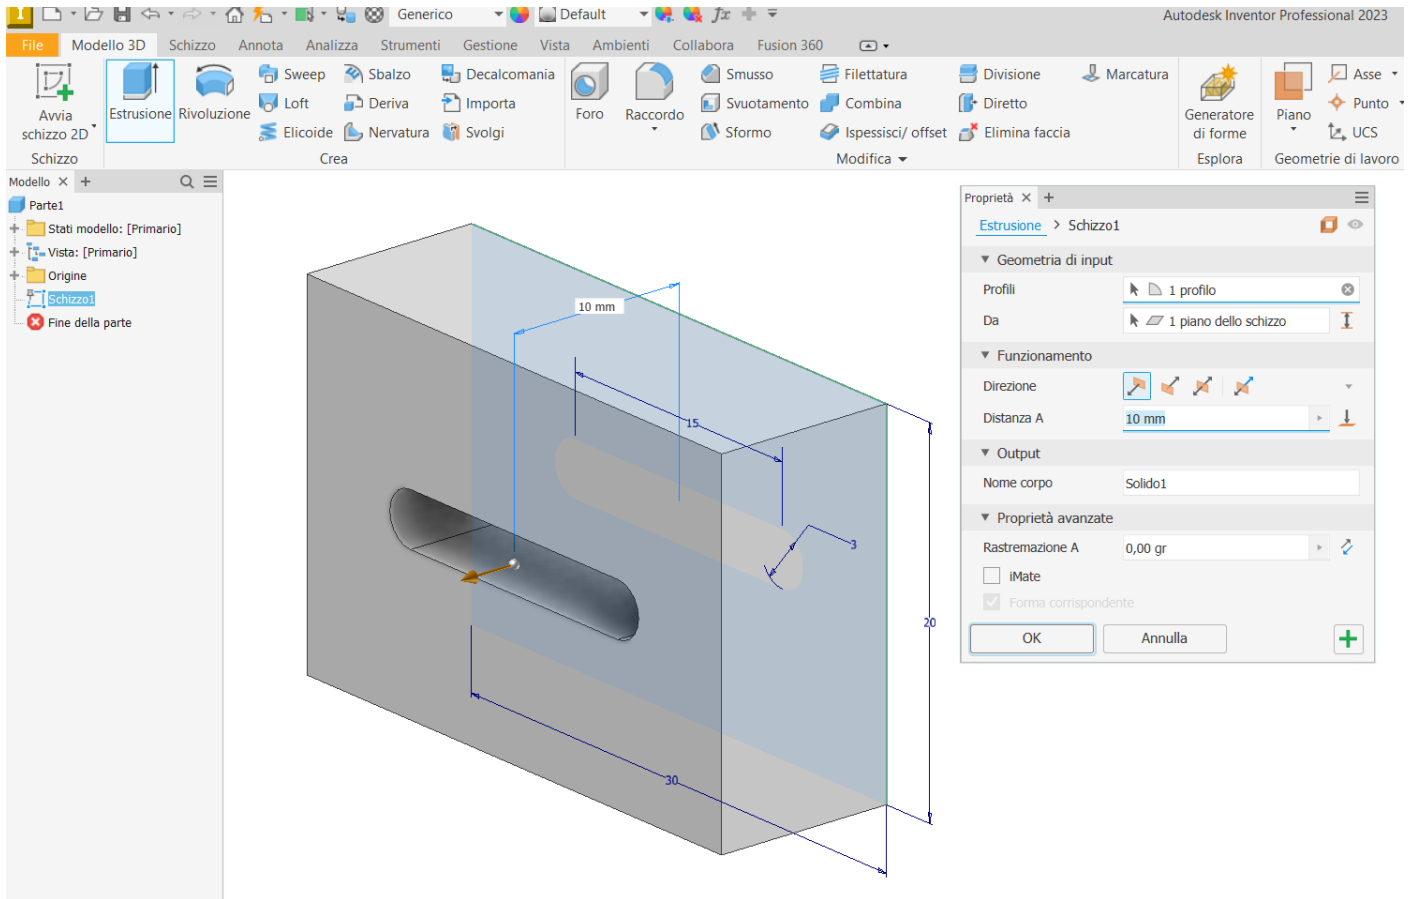 I Generico Default fx Autodesk Inventor Professional 2023
File Modello 3D Schizzo Annota Analizza Strumenti Gestione Vista Ambienti Collabora Fusion 360
Avvia
schizzo 2D
Estrusione
Rivoluzione
Sweep
Loft
Elicoide
Sbalzo
Deriva
Nervatura
Decalcomania
Importa
Svolgi
Foro
Raccordo
Smusso
Svuotamento
Sformo
Filettatura
Combina
Ispessisci/ offset
Divisione
Diretto
Elimina faccia
Marcatura
Generatore
di forme
Piano
Asse
Punto
UCS
Schizzo Crea Modifica Esplora Geometrie di lavoro
Modello × +
Parte1
Stati modello: [Primario]
Vista: [Primario]
Origine
Schizzo1
Fine della parte
10 mm
15
3
20
30
Proprietà × +
Estrusione > Schizzo1
Geometria di input
Profili 1 profilo
Da 1 piano dello schizzo
Funzionamento
Direzione
Distanza A 10 mm
Output
Nome corpo Solido1
Proprietà avanzate
Rastremazione A 0,00 gr
iMate
Forma corrispondente
OK Annulla +